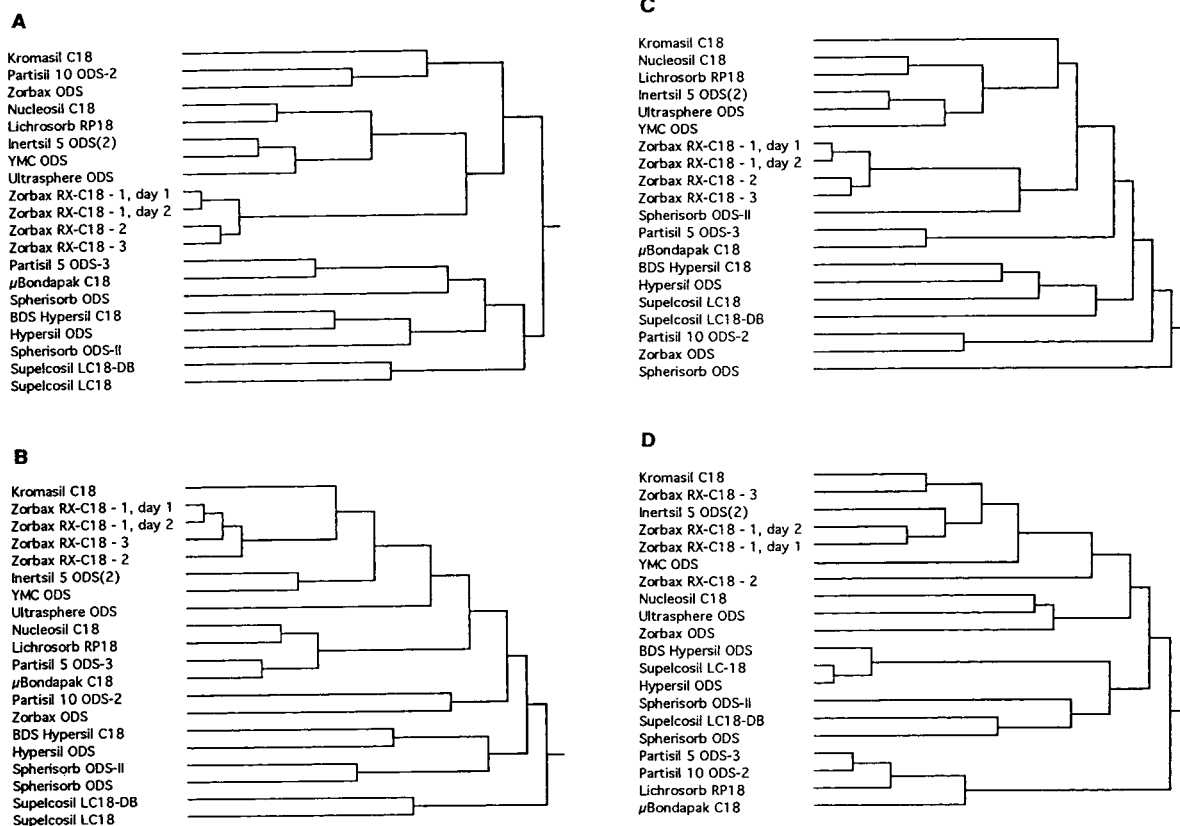 A
Kromasil C18
Partisil 10 ODS-2
Zorbax ODS
Nucleosil C18
Lichrosorb RP18
Inertsil 5 ODS(2)
YMC ODS
Ultrasphere ODS
Zorbax RX-C18 - 1, day 1
Zorbax RX-C18 - 1, day 2
Zorbax RX-C18 - 2
Zorbax RX-C18 - 3
Partisil 5 ODS-3
µBondapak C18
Spherisorb ODS
BDS Hypersil C18
Hypersil ODS
Spherisorb ODS-II
Supelcosil LC18-DB
Supelcosil LC18
B
Kromasil C18
Zorbax RX-C18 - 1, day 1
Zorbax RX-C18 - 1, day 2
Zorbax RX-C18 - 3
Zorbax RX-C18 - 2
Inertsil 5 ODS(2)
YMC ODS
Ultrasphere ODS
Nucleosil C18
Lichrosorb RP18
Partisil 5 ODS-3
µBondapak C18
Partisil 10 ODS-2
Zorbax ODS
BDS Hypersil C18
Hypersil ODS
Spherisorb ODS-II
Spherisorb ODS
Supelcosil LC18-DB
Supelcosil LC18
C
Kromasil C18
Nucleosil C18
Lichrosorb RP18
Inertsil 5 ODS(2)
Ultrasphere ODS
YMC ODS
Zorbax RX-C18 - 1, day 1
Zorbax RX-C18 - 1, day 2
Zorbax RX-C18 - 2
Zorbax RX-C18 - 3
Spherisorb ODS-II
Partisil 5 ODS-3
µBondapak C18
BDS Hypersil C18
Hypersil ODS
Supelcosil LC18
Supelcosil LC18-DB
Partisil 10 ODS-2
Zorbax ODS
Spherisorb ODS
D
Kromasil C18
Zorbax RX-C18 - 3
Inertsil 5 ODS(2)
Zorbax RX-C18 - 1, day 2
Zorbax RX-C18 - 1, day 1
YMC ODS
Zorbax RX-C18 - 2
Nucleosil C18
Ultrasphere ODS
Zorbax ODS
BDS Hypersil ODS
Supelcosil LC-18
Hypersil ODS
Spherisorb ODS-II
Supelcosil LC18-DB
Spherisorb ODS
Partisil 5 ODS-3
Partisil 10 ODS-2
Lichrosorb RP18
µBondapak C18